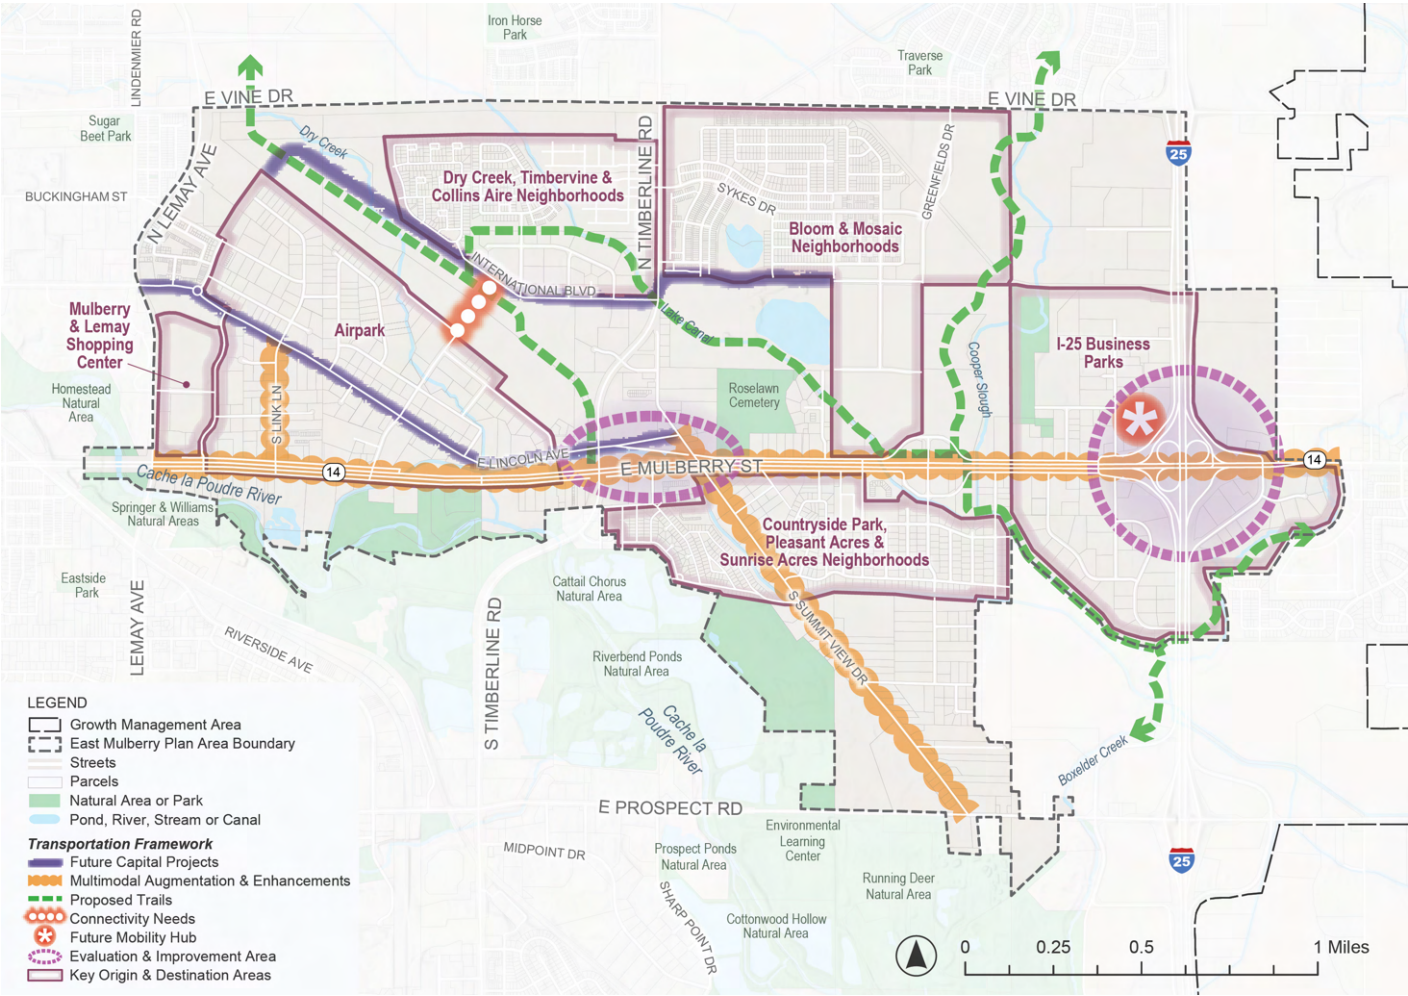 Iron Horse
Park
LINDENMIER RD
Traverse
Park
E VINE DR
E VINE DR
Sugar
Beet Park
Dry Creek
N TIMBERLINE RD
GREENFIELDS DR
25
BUCKINGHAM ST
N LEMAY AVE
Dry Creek, Timbervine &
Collins Aire Neighborhoods
SYKES DR
Bloom & Mosaic
Neighborhoods
INTERNATIONAL BLVD
Mulberry
& Lemay
Shopping
Center
Airpark
Lake Canal
Cooper Slough
I-25 Business
Parks
Homestead
Natural
Area
S LINK LN
Roselawn
Cemetery
E LINCOLN AVE
E MULBERRY ST
14
14
Cache la Poudre River
Springer & Williams
Natural Areas
Countryside Park,
Pleasant Acres &
Sunrise Acres Neighborhoods
Eastside
Park
Cattail Chorus
Natural Area
LEMAY AVE
RIVERSIDE AVE
S TIMBERLINE RD
S SUMMIT VIEW DR
Riverbend Ponds
Natural Area
Cache la
Poudre River
Boxelder Creek
E PROSPECT RD
MIDPOINT DR
Prospect Ponds
Natural Area
Environmental
Learning
Center
25
Running Deer
Natural Area
SHARP POINT DR
Cottonwood Hollow
Natural Area
LEGEND
Growth Management Area
East Mulberry Plan Area Boundary
Streets
Parcels
Natural Area or Park
Pond, River, Stream or Canal
Transportation Framework
Future Capital Projects
Multimodal Augmentation & Enhancements
Proposed Trails
Connectivity Needs
Future Mobility Hub
Evaluation & Improvement Area
Key Origin & Destination Areas
0 0.25 0.5 1 Miles